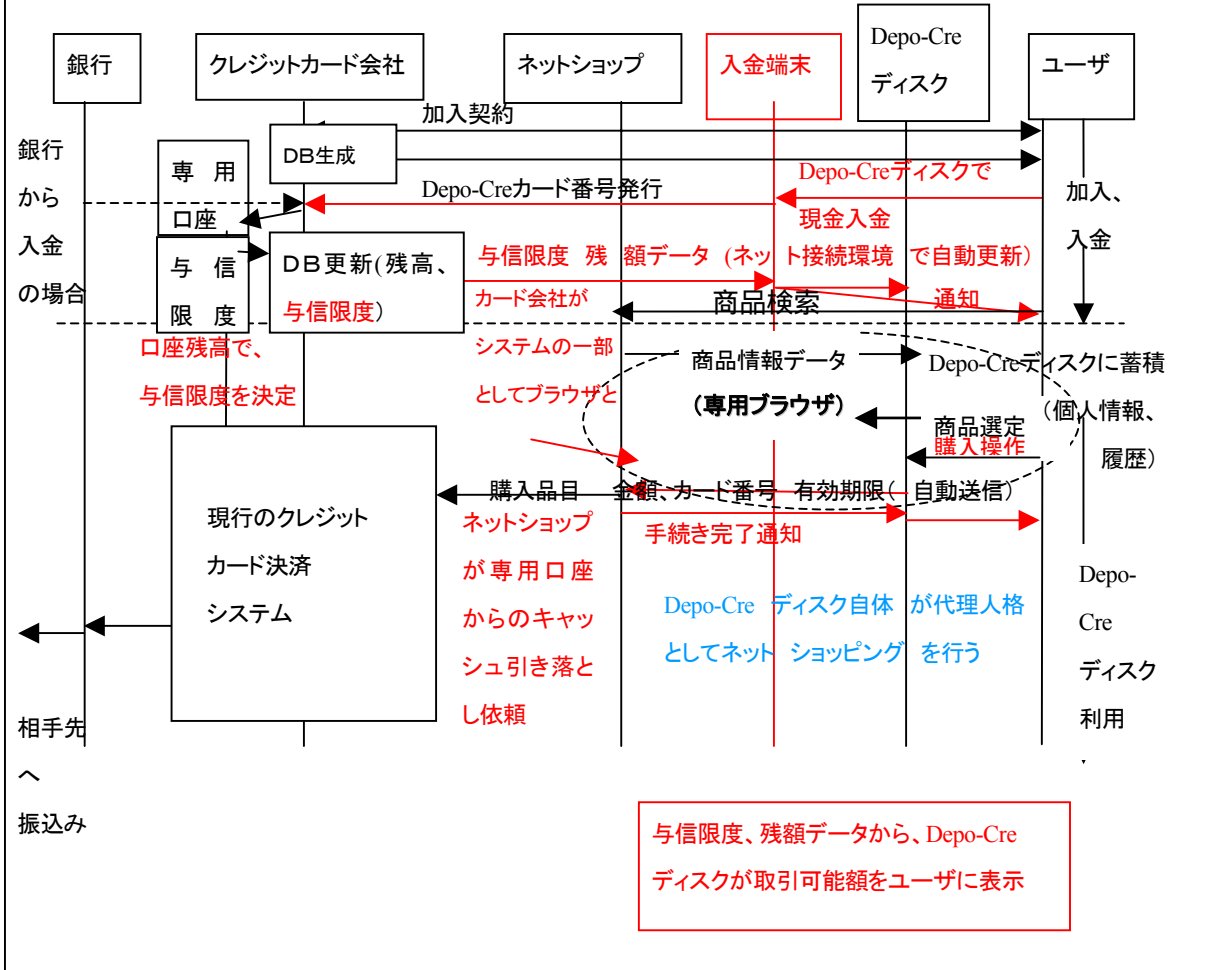 銀行
クレジットカード会社
ネットショップ
入金端末
Depo-Cre
ディスク
ユーザ
加入契約
銀行
から
入金
の場合
専 用
口座
DB生成
Depo-Creカード番号発行
Depo-Creディスクで
現金入金
加入、
入金
与 信
限 度
DB更新(残高、
与信限度)
与信限度 残 額データ (ネッ ト接続環境 で自動更新)
カード会社が
システムの一部
としてブラウザと
商品検索
通知
口座残高で、
与信限度を決定
商品情報データ
(専用ブラウザ)
Depo-Creディスクに蓄積
(個人情報、
履歴)
商品選定
購入操作
購入品目 金額、カード番号 有効期限( 自動送信)
現行のクレジット
カード決済
システム
ネットショップ
が専用口座
からのキャッ
シュ引き落と
し依頼
手続き完了通知
Depo-Cre ディスク自体 が代理人格
としてネット ショッピング を行う
Depo-
Cre
ディスク
利用
相手先
へ
振込み
与信限度、残額データから、Depo-Cre
ディスクが取引可能額をユーザに表示